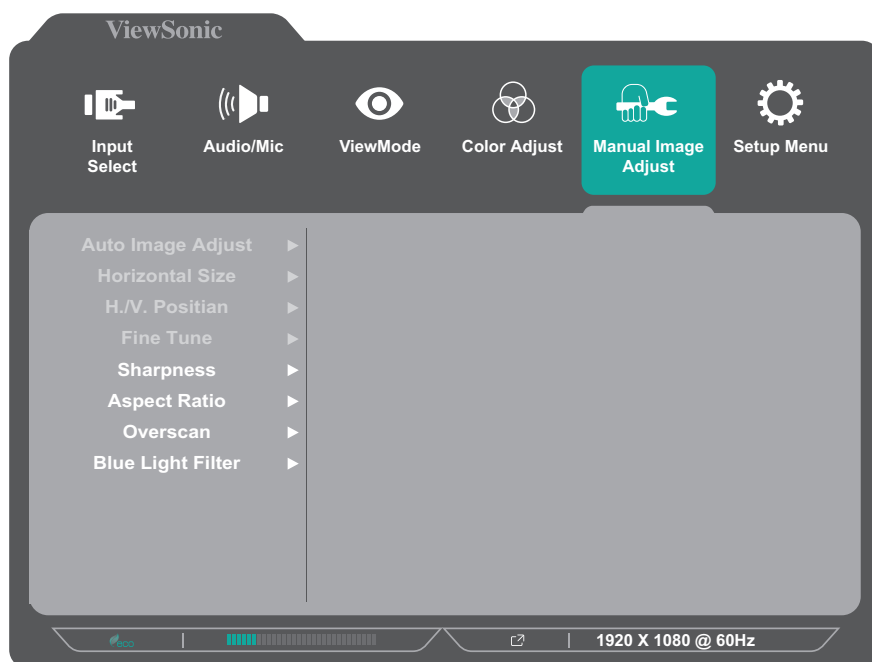 ViewSonic
Input
Select
Audio/Mic
ViewMode
Color Adjust
Manual Image
Adjust
Setup Menu
Auto Image Adjust
Horizontal Size
H./V. Positian
Fine Tune
Sharpness
Aspect Ratio
Overscan
Blue Light Filter
eco
1920 X 1080 @ 60Hz